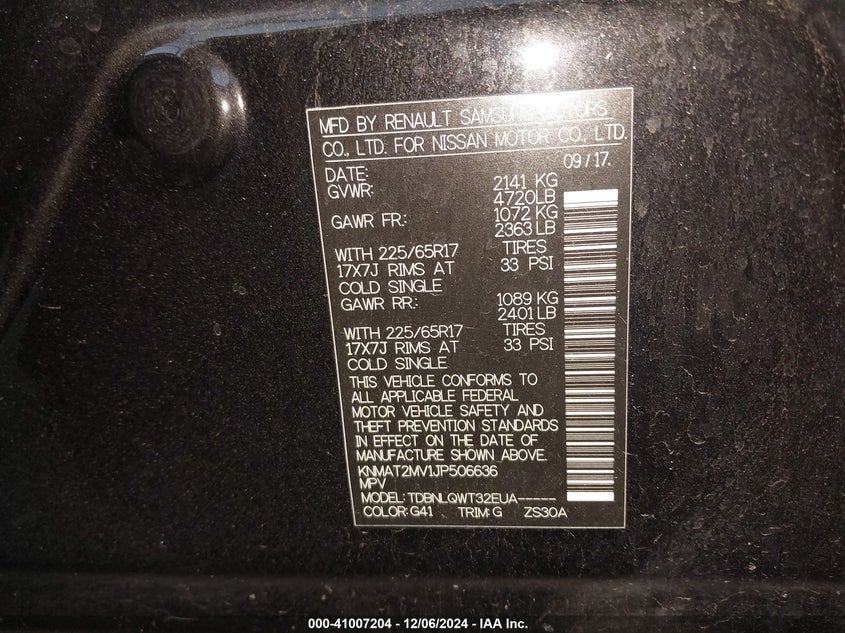 MFD BY RENAULT SAMSUNG MOTORS
CO., LTD. FOR NISSAN MOTOR CO., LTD.
DATE: 09/17.
GVWR: 2141 KG
4720LB
GAWR FR.: 1072 KG
2363 LB
WITH 225/65R17 TIRES
17X7J RIMS AT 33 PSI
COLD SINGLE
GAWR RR.: 1089 KG
2401 LB
WITH 225/65R17 TIRES
17X7J RIMS AT 33 PSI
COLD SINGLE
THIS VEHICLE CONFORMS TO
ALL APPLICABLE FEDERAL
MOTOR VEHICLE SAFETY AND
THEFT PREVENTION STANDARDS
IN EFFECT ON THE DATE OF
MANUFACTURE SHOWN ABOVE.
KNMAT2MV1JP506636
MPV
MODEL: TDBNLQWT32EUA-----
COLOR: G41 TRIM: G ZS30A
000-41007204 - 12/06/2024 - IAA Inc.